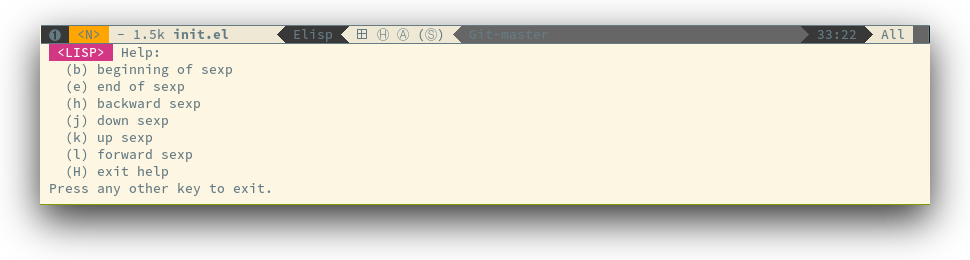 ❶ <N> - 1.5k init.el Elisp ⊞ Ⓗ Ⓐ (Ⓢ) Git-master 33:22 All
<LISP> Help:
(b) beginning of sexp
(e) end of sexp
(h) backward sexp
(j) down sexp
(k) up sexp
(l) forward sexp
(H) exit help
Press any other key to exit.